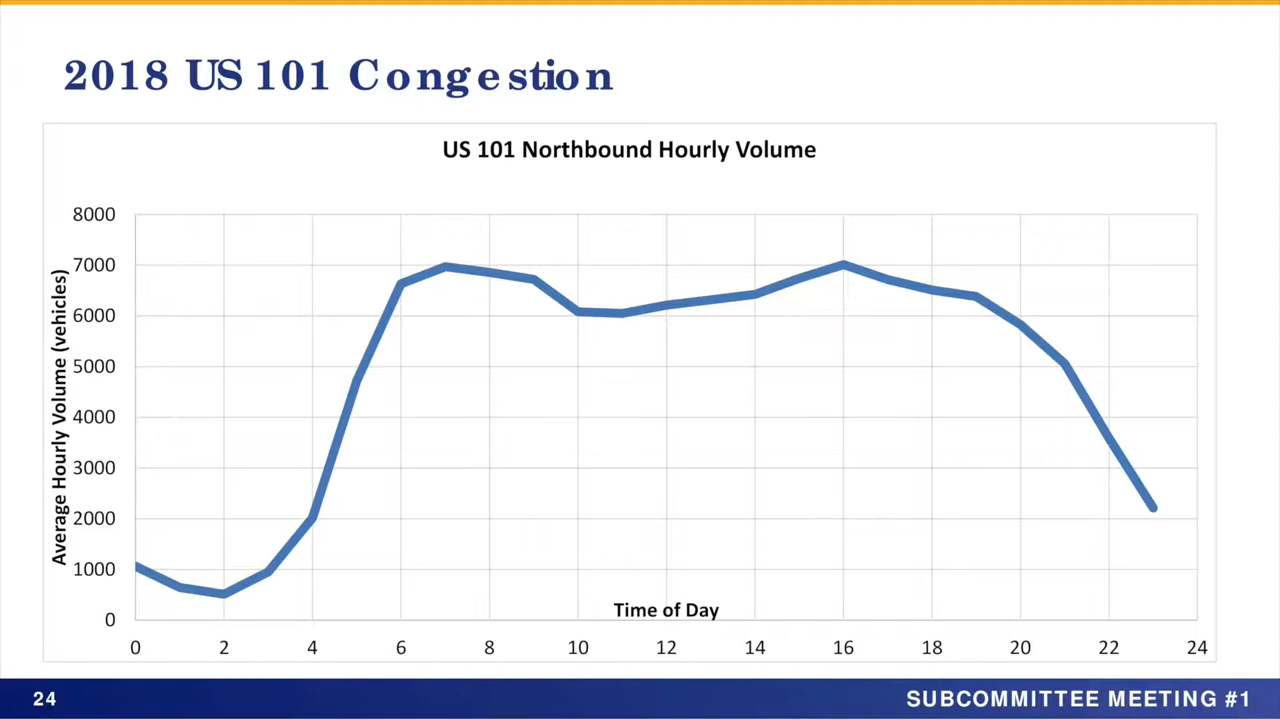 2018 US 101 Congestion
US 101 Northbound Hourly Volume
Average Hourly Volume (vehicles)
8000
7000
6000
5000
4000
3000
2000
1000
0
Time of Day
0 2 4 6 8 10 12 14 16 18 20 22 24
24
SUBCOMMITTEE MEETING #1